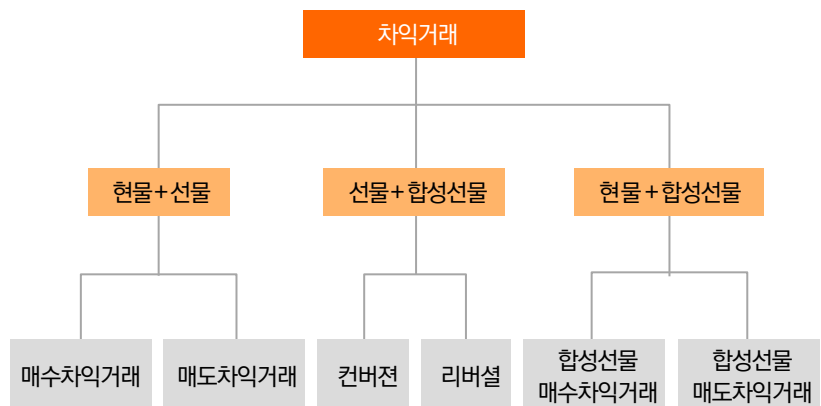 차익거래
현물+선물
선물+합성선물
현물+합성선물
매수차익거래
매도차익거래
컨버젼
리버셜
합성선물
매수차익거래
합성선물
매도차익거래